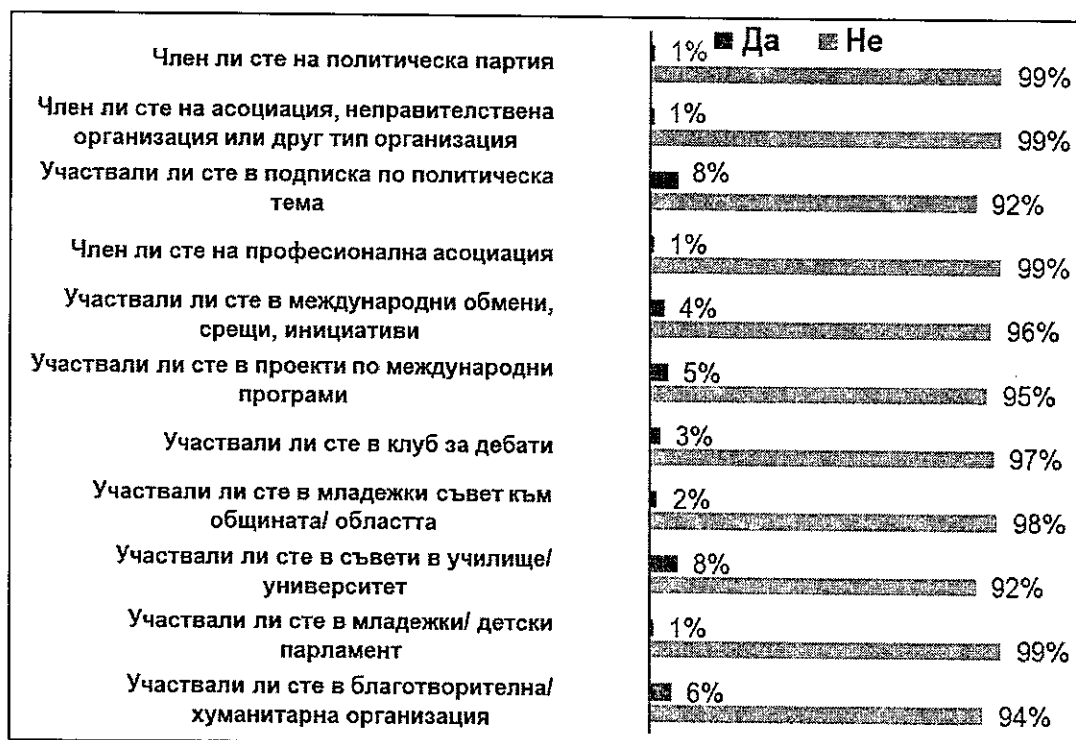 Да Не
Член ли сте на политическа партия
1%
99%
Член ли сте на асоциация, неправителствена
организация или друг тип организация
1%
99%
Участвали ли сте в подписка по политическа
тема
8%
92%
Член ли сте на професионална асоциация
1%
99%
Участвали ли сте в международни обмени,
срещи, инициативи
4%
96%
Участвали ли сте в проекти по международни
програми
5%
95%
Участвали ли сте в клуб за дебати
3%
97%
Участвали ли сте в младежки съвет към
общината/ областта
2%
98%
Участвали ли сте в съвети в училище/
университет
8%
92%
Участвали ли сте в младежки/ детски
парламент
1%
99%
Участвали ли сте в благотворителна/
хуманитарна организация
6%
94%